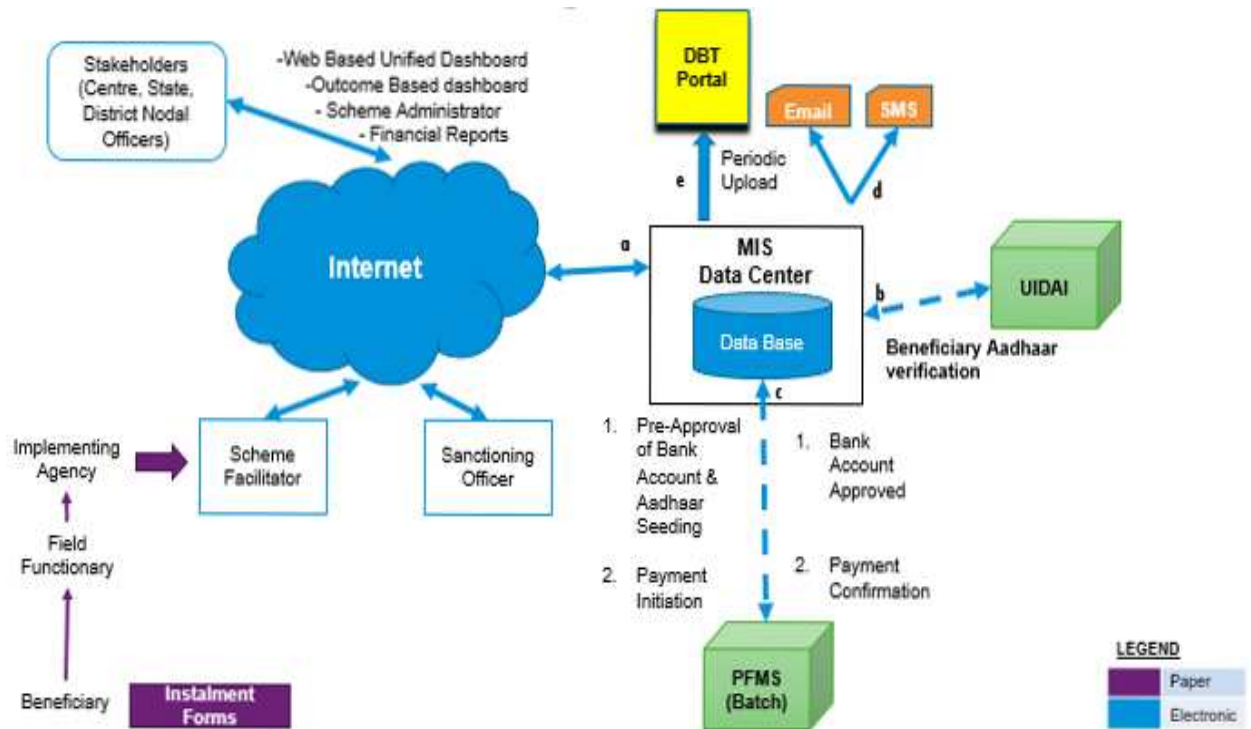 Stakeholders
(Centre, State,
District Nodal
Officers)
-Web Based Unified Dashboard
-Outcome Based dashboard
- Scheme Administrator
- Financial Reports
DBT
Portal
Email
SMS
e
Periodic
Upload
d
Internet
a
MIS
Data Center
Data Base
b
UIDAI
Beneficiary Aadhaar
verification
c
Implementing
Agency
Scheme
Facilitator
Sanctioning
Officer
1. Pre-Approval
of Bank
Account &
Aadhaar
Seeding
2. Payment
Initiation
1. Bank
Account
Approved
2. Payment
Confirmation
Field
Functionary
Beneficiary
Instalment
Forms
PFMS
(Batch)
LEGEND
Paper
Electronic